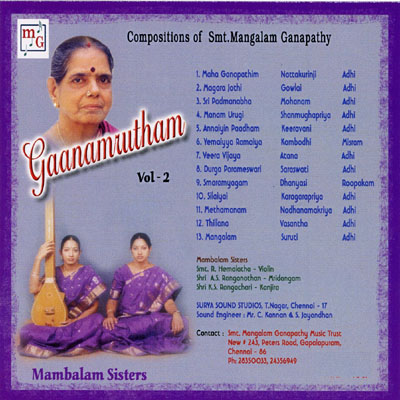 m
G
Compositions of Smt.Mangalam Ganapathy
Gaanamrutham
Vol - 2
1. Maha Ganapathim Nattakurinji Adhi
2. Magara Jothi Gowlai Adhi
3. Sri Padmanabha Mohanam Adhi
4. Manam Urugi Shanmughapriya Adhi
5. Annaiyin Paadham Keeravani Adhi
6. Yemaiyya Ramaiya Kambodhi Misram
7. Veera Vijaya Atana Adhi
8. Durga Parameswari Saraswati Adhi
9. Smaramyagam Dhanyasi Roopakam
10. Silaiyai Karagarapriya Adhi
11. Methamanam Nadhanamakriya Adhi
12. Thillana Vasantha Adhi
13. Mangalam Suruti Adhi
Mambalam Sisters
Smt. R. Hemalatha - Violin
Shri A.S. Ranganathan - Mridangam
Shri K.S. Rangachari - Kanjira
SURYA SOUND STUDIOS, T.Nagar, Chennai - 17
Sound Engineer : Mr. C. Kannan & S. Jayandhan
Contact : Smt. Mangalam Ganapathy Music Trust
New # 243, Peters Road, Gopalapuram,
Chennai - 86
Ph: 28350033, 24356949
Mambalam Sisters